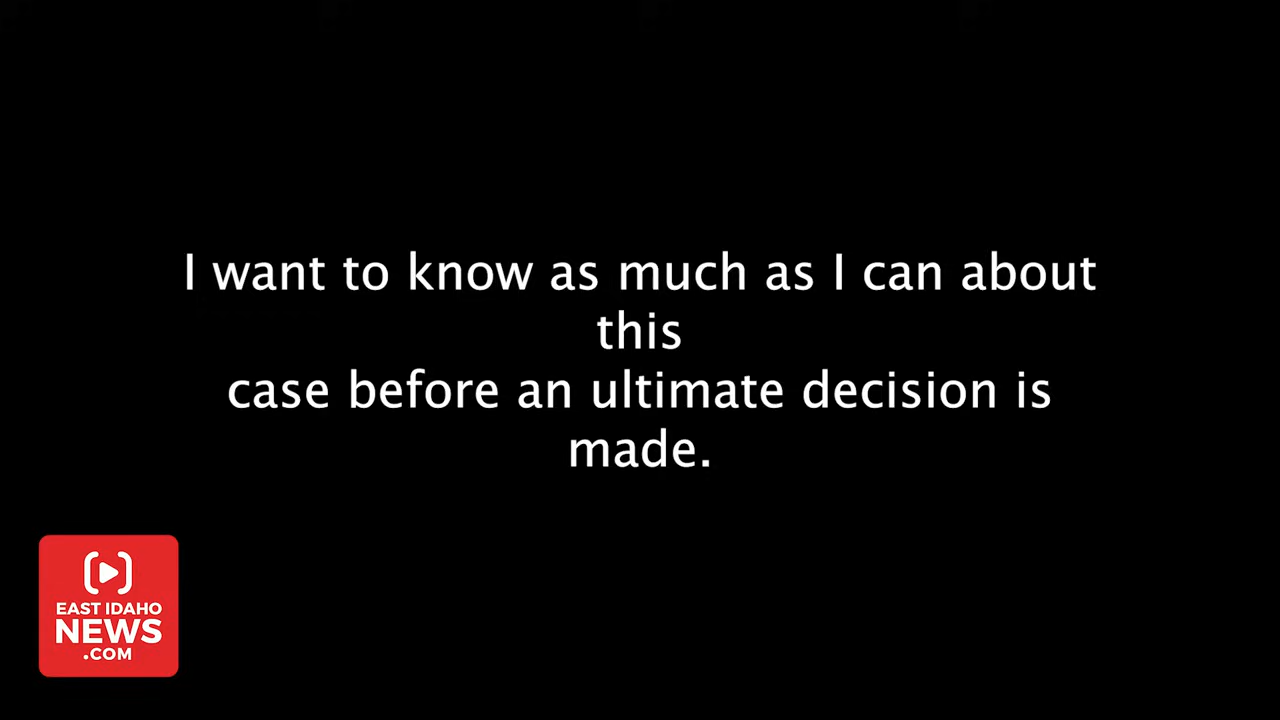 I want to know as much as I can about
this
case before an ultimate decision is
made.
EAST IDAHO
NEWS
.COM